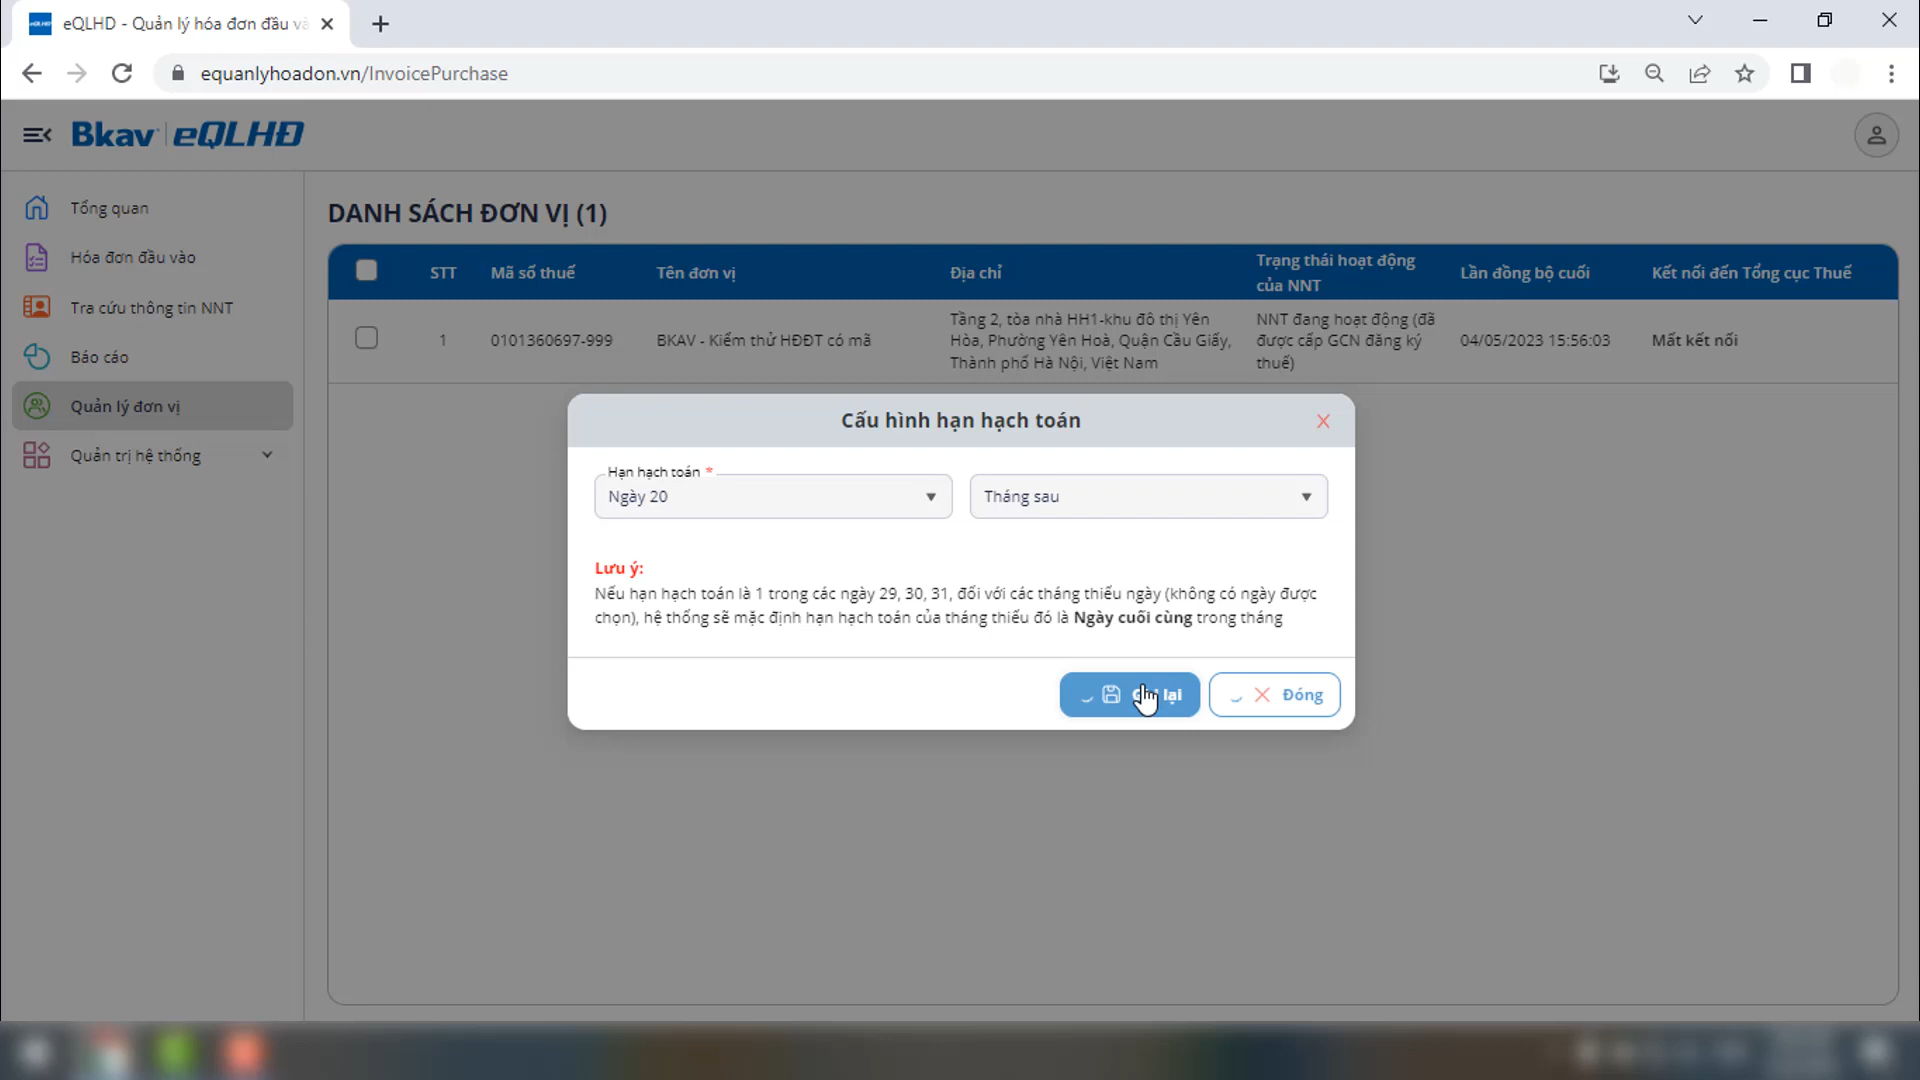 eQLHD - Quản lý hóa đơn đầu và
equanlyhoadon.vn/InvoicePurchase
Bkav eQLHĐ
Tổng quan
Hóa đơn đầu vào
Tra cứu thông tin NNT
Báo cáo
Quản lý đơn vị
Quản trị hệ thống
DANH SÁCH ĐƠN VỊ (1)
STT Mã số thuế Tên đơn vị Địa chỉ Trạng thái hoạt động của NNT Lần đồng bộ cuối Kết nối đến Tổng cục Thuế
1 0101360697-999 BKAV - Kiểm thử HĐĐT có mã
Tầng 2, tòa nhà HH1-khu đô thị Yên
Hòa, Phường Yên Hoà, Quận Cầu Giấy,
Thành phố Hà Nội, Việt Nam
NNT đang hoạt động (đã
được cấp GCN đăng ký
thuế)
04/05/2023 15:56:03 Mất kết nối
Cấu hình hạn hạch toán
Hạn hạch toán *
Ngày 20 Tháng sau
Lưu ý:
Nếu hạn hạch toán là 1 trong các ngày 29, 30, 31, đối với các tháng thiếu ngày (không có ngày được
chọn), hệ thống sẽ mặc định hạn hạch toán của tháng thiếu đó là Ngày cuối cùng trong tháng
lại Đóng